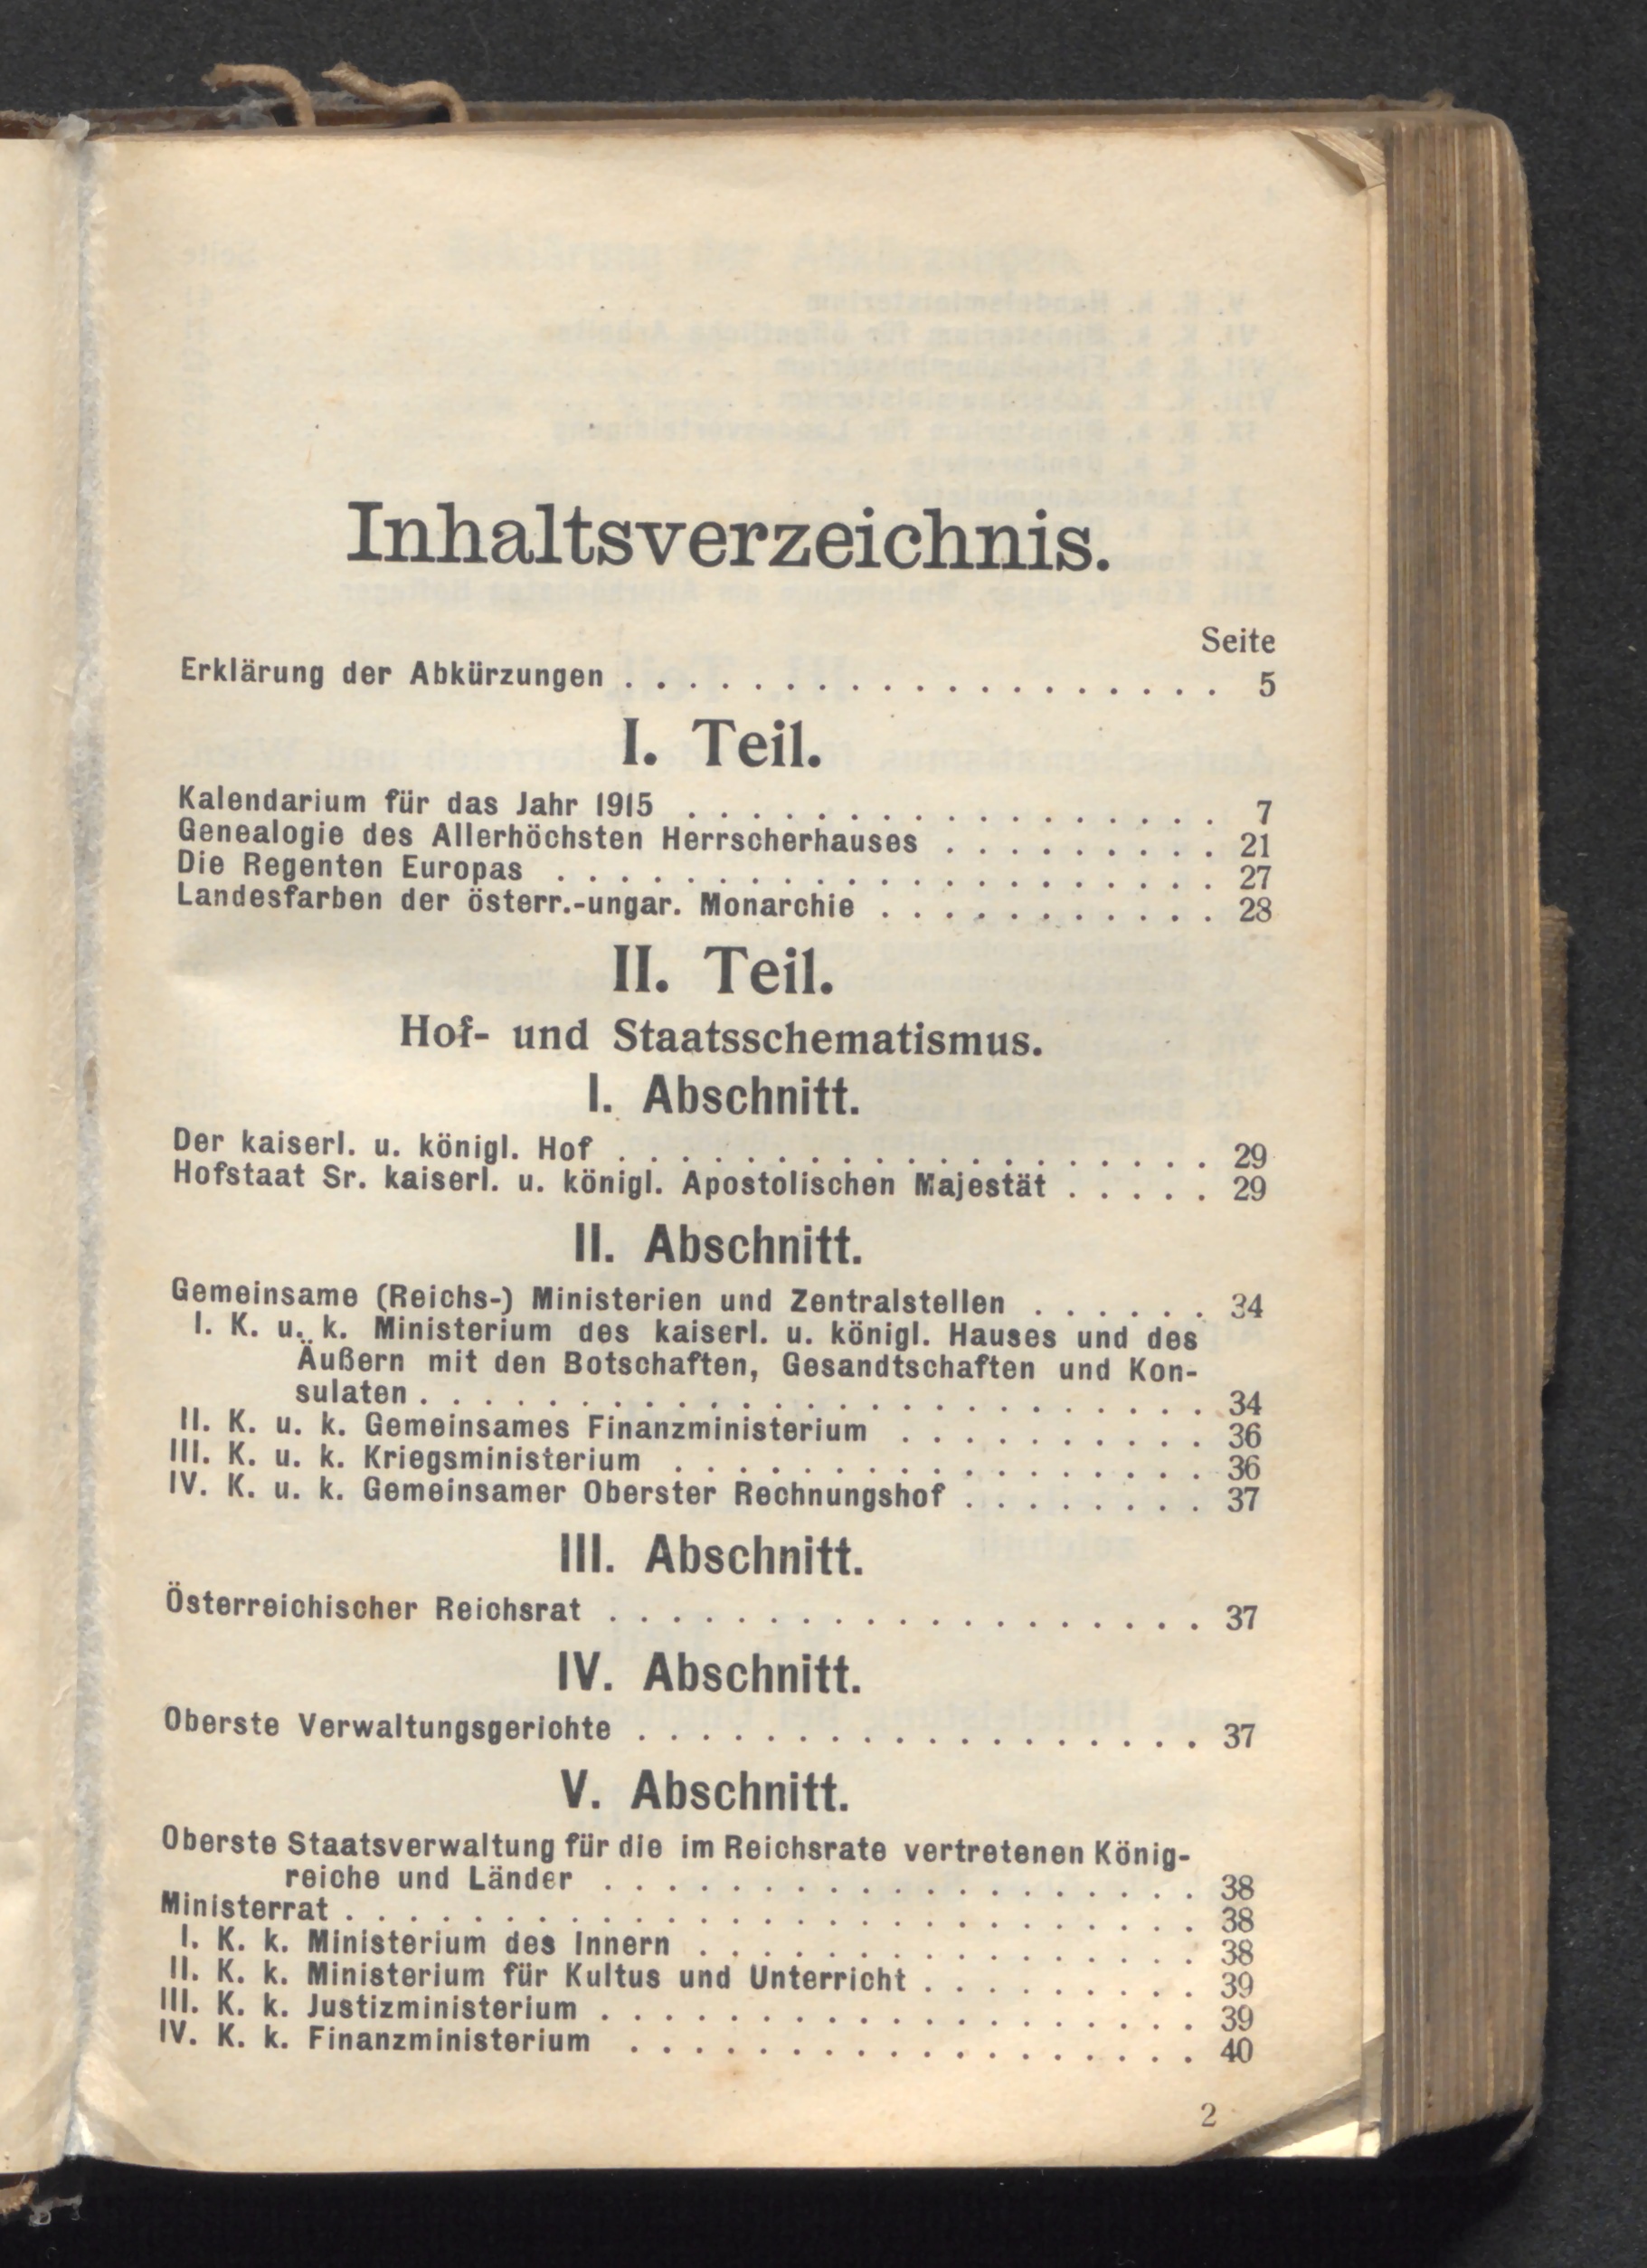 Inhaltsverzeichnis.
Seite
Erklärung der Abkürzungen . . . . . . . . . . . . . . . . . . . 5
I. Teil.
Kalendarium für das Jahr 1915 . . . . . . . . . . . . . . . . . 7
Genealogie des Allerhöchsten Herrscherhauses . . . . . . . . . 21
Die Regenten Europas . . . . . . . . . . . . . . . . . . . . . 27
Landesfarben der österr.-ungar. Monarchie . . . . . . . . . . . 28
II. Teil.
Hof- und Staatsschematismus.
I. Abschnitt.
Der kaiserl. u. königl. Hof . . . . . . . . . . . . . . . . . . . 29
Hofstaat Sr. kaiserl. u. königl. Apostolischen Majestät . . . . . 29
II. Abschnitt.
Gemeinsame (Reichs-) Ministerien und Zentralstellen . . . . . . 34
I. K. u. k. Ministerium des kaiserl. u. königl. Hauses und des
Äußern mit den Botschaften, Gesandtschaften und Kon-
sulaten . . . . . . . . . . . . . . . . . . . . . . . . . 34
II. K. u. k. Gemeinsames Finanzministerium . . . . . . . . . . 36
III. K. u. k. Kriegsministerium . . . . . . . . . . . . . . . . . 36
IV. K. u. k. Gemeinsamer Oberster Rechnungshof . . . . . . . . 37
III. Abschnitt.
Österreichischer Reichsrat . . . . . . . . . . . . . . . . . . . 37
IV. Abschnitt.
Oberste Verwaltungsgerichte . . . . . . . . . . . . . . . . . . 37
V. Abschnitt.
Oberste Staatsverwaltung für die im Reichsrate vertretenen König-
reiche und Länder . . . . . . . . . . . . . . . . . . . 38
Ministerrat . . . . . . . . . . . . . . . . . . . . . . . . . . . 38
I. K. k. Ministerium des Innern . . . . . . . . . . . . . . . . 38
II. K. k. Ministerium für Kultus und Unterricht . . . . . . . . . 39
III. K. k. Justizministerium . . . . . . . . . . . . . . . . . . . 39
IV. K. k. Finanzministerium . . . . . . . . . . . . . . . . . . 40
2